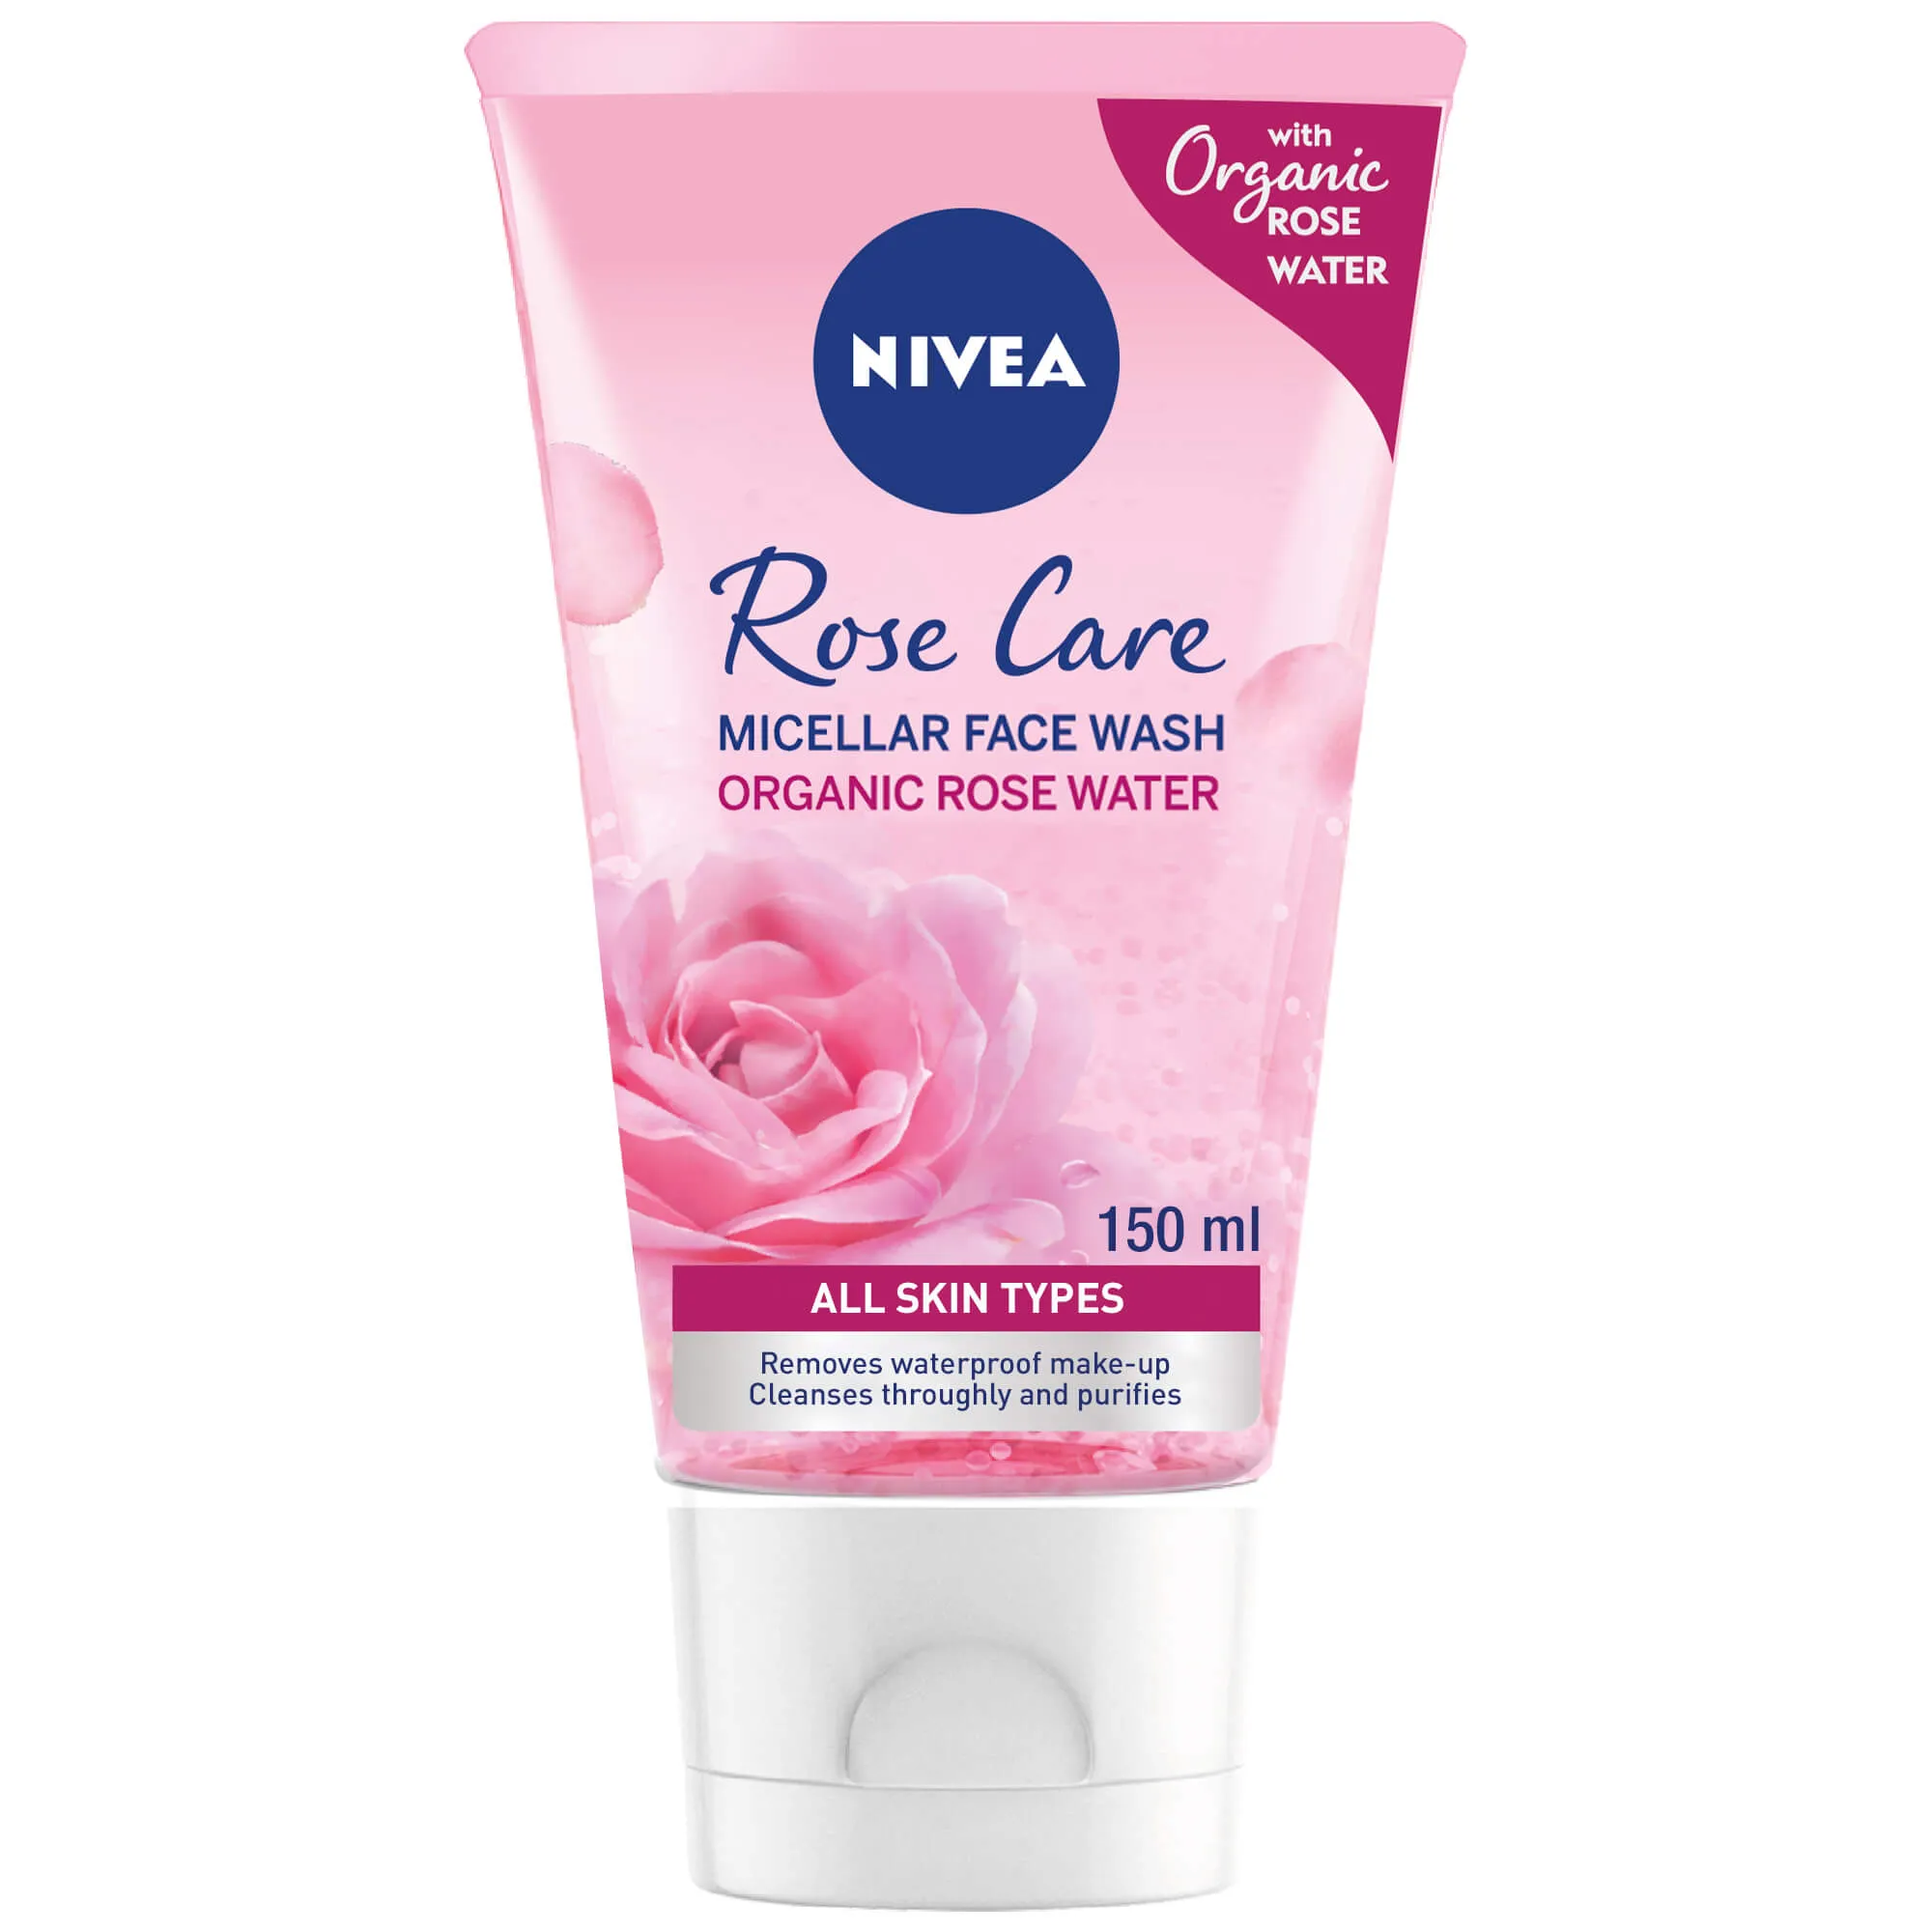 with
Organic
ROSE
WATER
NIVEA
Rose Care
MICELLAR FACE WASH
ORGANIC ROSE WATER
150 ml
ALL SKIN TYPES
Removes waterproof make-up
Cleanses throughly and purifies